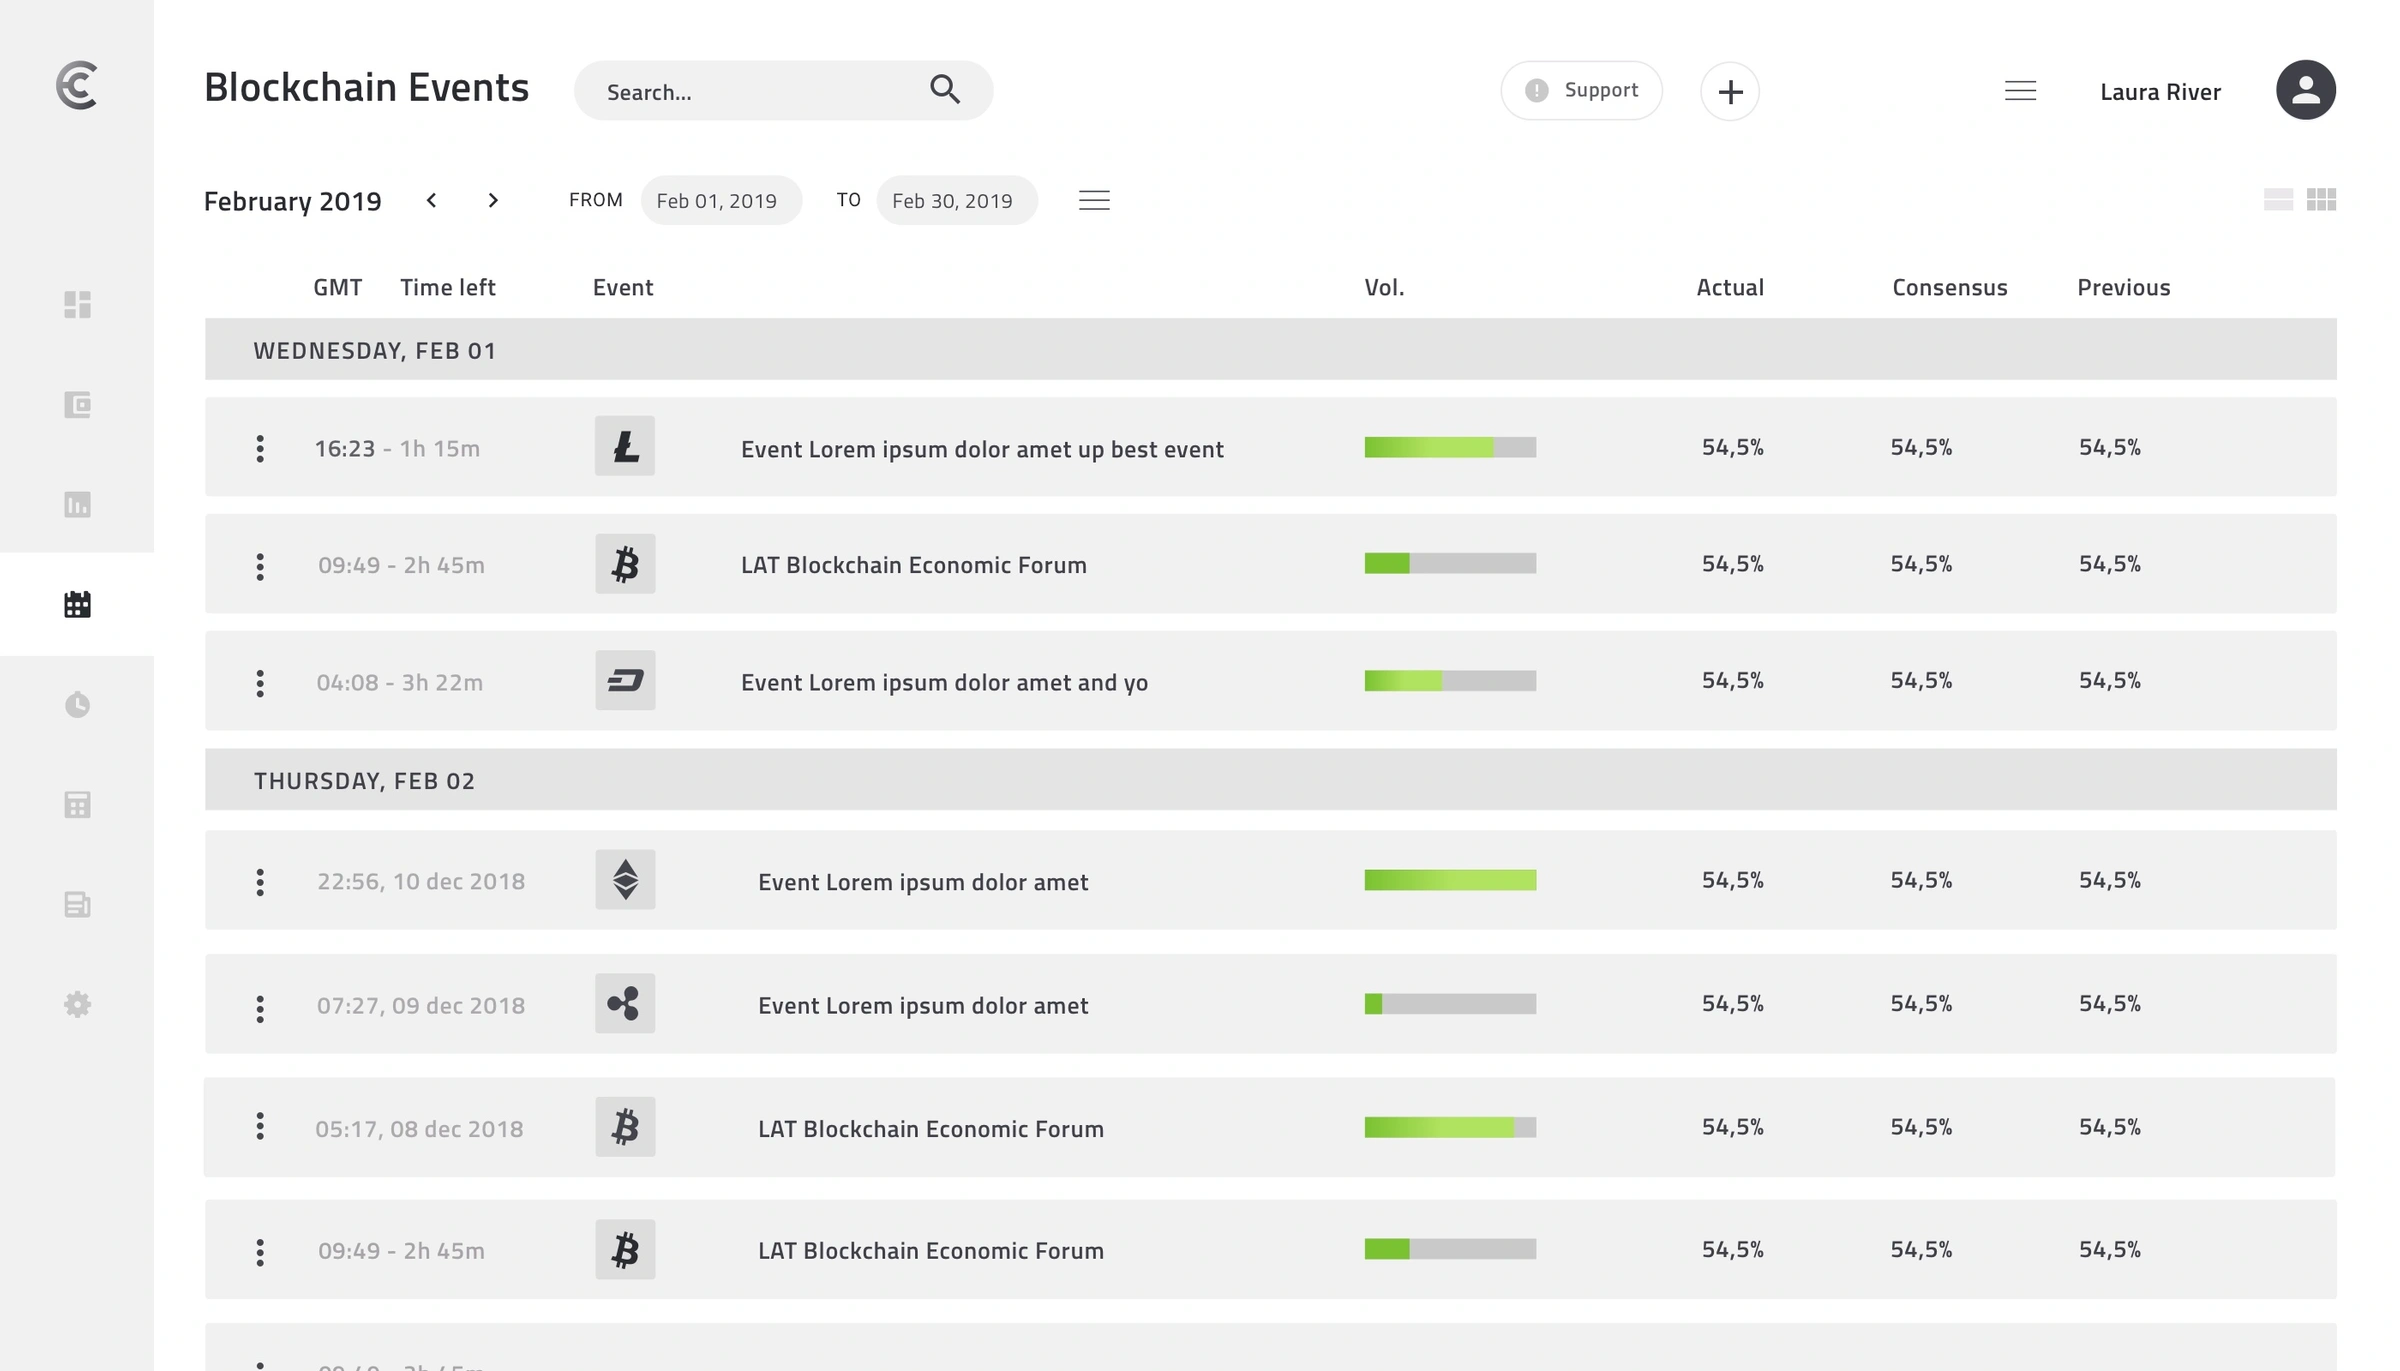 Blockchain Events
Search...
Support
Laura River
February 2019
FROM Feb 01, 2019 TO Feb 30, 2019
GMT Time left Event Vol. Actual Consensus Previous
WEDNESDAY, FEB 01
16:23 - 1h 15m Event Lorem ipsum dolor amet up best event 54,5% 54,5% 54,5%
09:49 - 2h 45m LAT Blockchain Economic Forum 54,5% 54,5% 54,5%
04:08 - 3h 22m Event Lorem ipsum dolor amet and yo 54,5% 54,5% 54,5%
THURSDAY, FEB 02
22:56, 10 dec 2018 Event Lorem ipsum dolor amet 54,5% 54,5% 54,5%
07:27, 09 dec 2018 Event Lorem ipsum dolor amet 54,5% 54,5% 54,5%
05:17, 08 dec 2018 LAT Blockchain Economic Forum 54,5% 54,5% 54,5%
09:49 - 2h 45m LAT Blockchain Economic Forum 54,5% 54,5% 54,5%